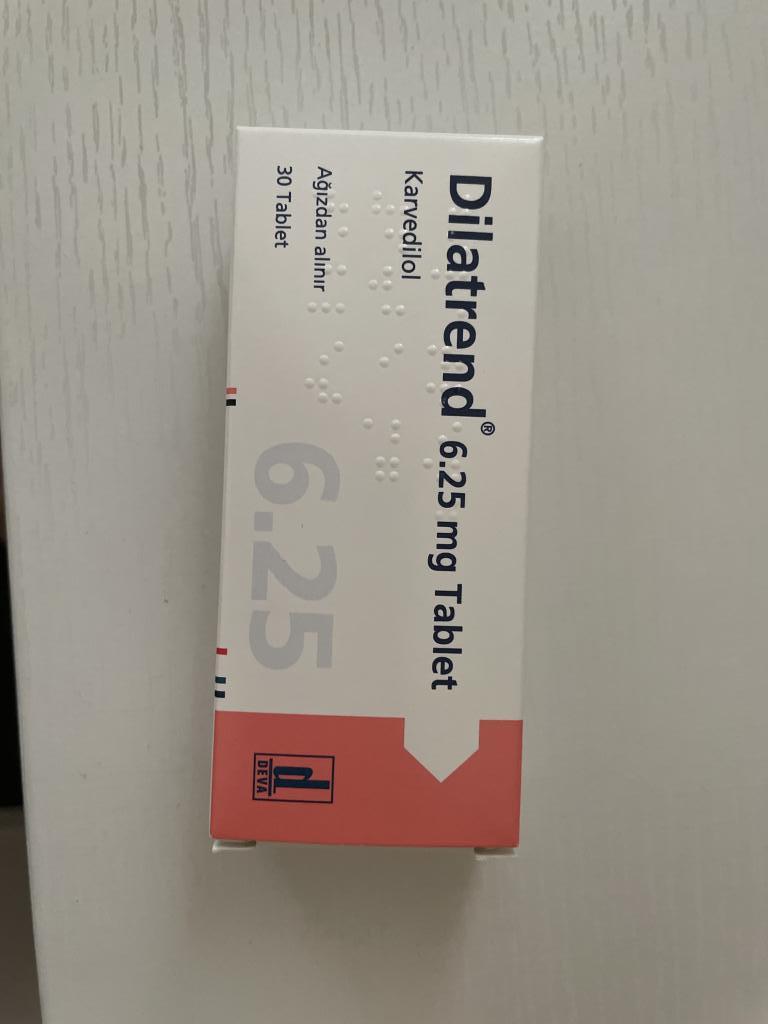 Dilatrend® 6.25 mg Tablet
Karvedilol
Ağızdan alınır
30 Tablet
6.25
d
DEVA